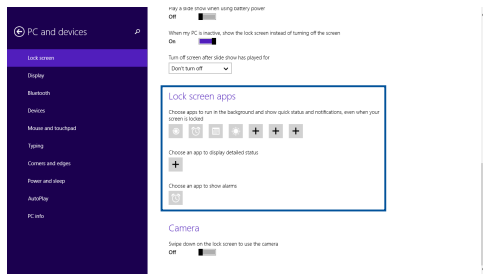 PC and devices
Lock screen
Display
Bluetooth
Devices
Mouse and touchpad
Typing
Corners and edges
Power and sleep
AutoPlay
PC info
Play a slide show when using battery power
Off
When my PC is inactive, show the lock screen instead of turning off the screen
On
Turn off screen after slide show has played for
Don't turn off
Lock screen apps
Choose apps to run in the background and show quick status and notifications, even when your
screen is locked
Choose an app to display detailed status
Choose an app to show alarms
Camera
Swipe down on the lock screen to use the camera
Off